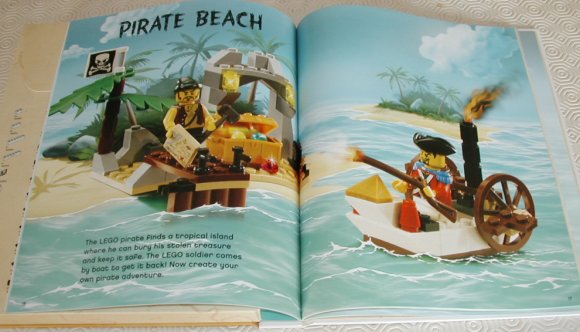 PIRATE BEACH
The LEGO pirate finds a tropical island
where he can bury his stolen treasure
and keep it safe. The LEGO soldier comes
by boat to get it back! Now create your
own pirate adventure.